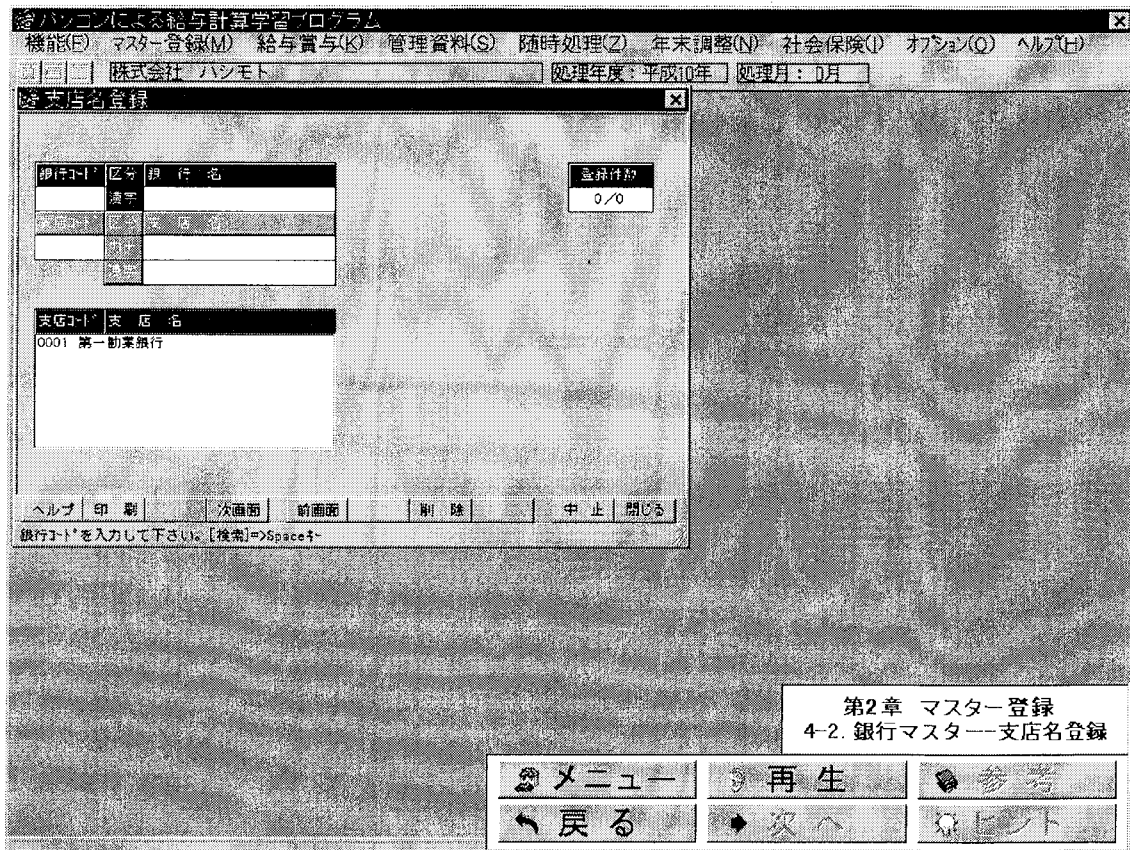 パソコンによる給与計算学習プログラム
機能(F) マスター登録(M) 給与賞与(K) 管理資料(S) 随時処理(Z) 年末調整(N) 社会保険(I) オプション(O) ヘルプ(H)
株式会社 ハシモト 処理年度：平成10年 処理月： 0月
支店名登録
銀行コード 区分 銀 行 名 登録件数
漢字 0/0
支店コード 区分 支 店 名
カナ
漢字
支店コード 支 店 名
0001 第一勧業銀行
ヘルプ 印 刷 次画面 前画面 削 除 中 止 閉じる
銀行コードを入力して下さい。[検索]=>Spaceキー
第2章 マスター登録
4-2. 銀行マスター--支店名登録
メニュー 再 生 参 考
戻 る 次 へ ヒント